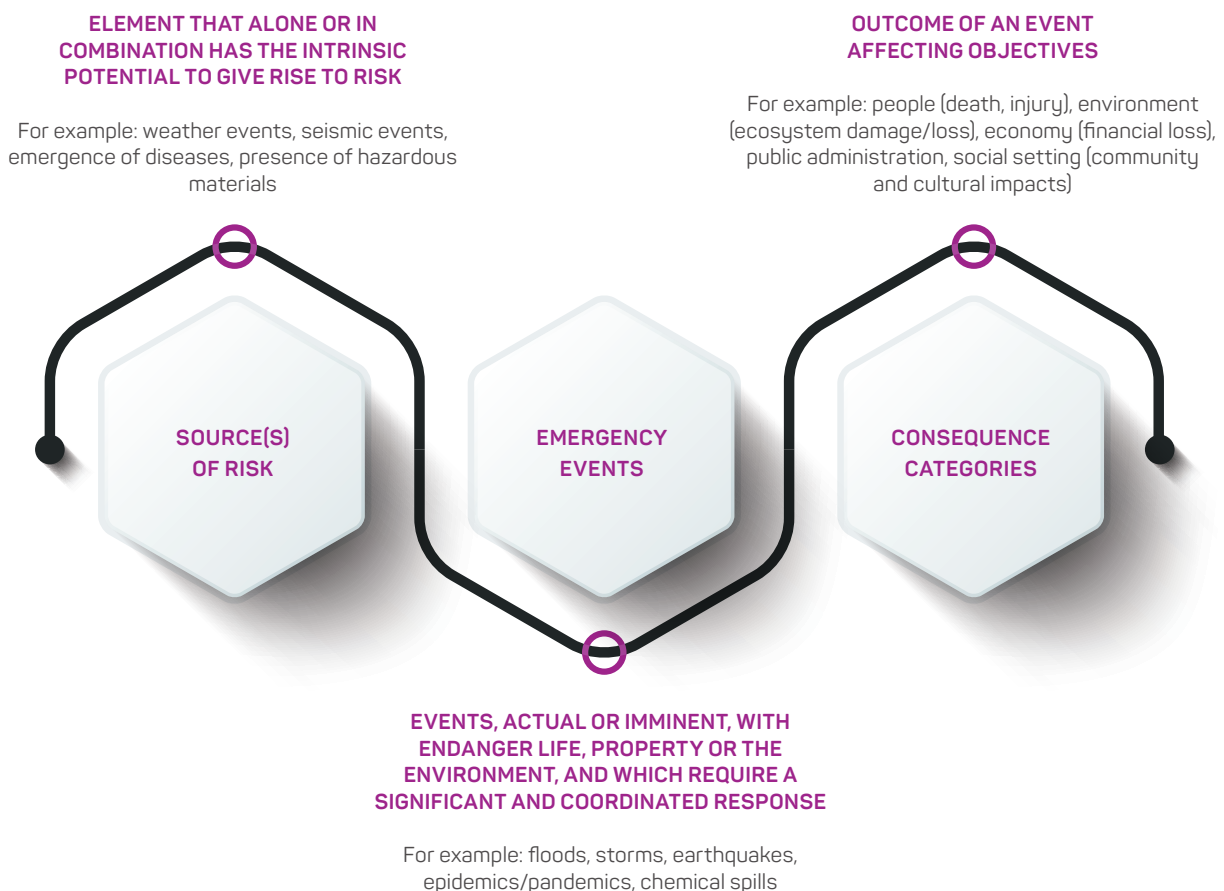 ELEMENT THAT ALONE OR IN
COMBINATION HAS THE INTRINSIC
POTENTIAL TO GIVE RISE TO RISK
For example: weather events, seismic events,
emergence of diseases, presence of hazardous
materials
OUTCOME OF AN EVENT
AFFECTING OBJECTIVES
For example: people (death, injury), environment
(ecosystem damage/loss), economy (financial loss),
public administration, social setting (community
and cultural impacts)
SOURCE(S)
OF RISK
EMERGENCY
EVENTS
CONSEQUENCE
CATEGORIES
EVENTS, ACTUAL OR IMMINENT, WITH
ENDANGER LIFE, PROPERTY OR THE
ENVIRONMENT, AND WHICH REQUIRE A
SIGNIFICANT AND COORDINATED RESPONSE
For example: floods, storms, earthquakes,
epidemics/pandemics, chemical spills